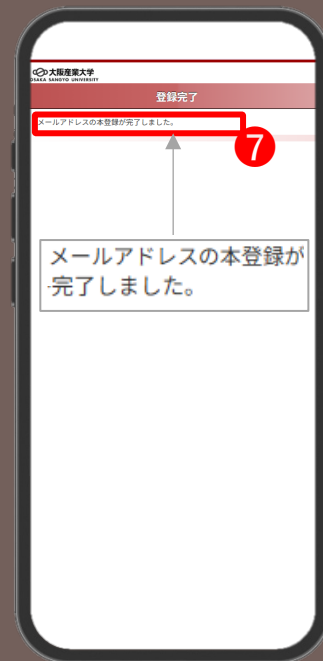 大阪産業大学
OSAKA SANGYO UNIVERSITY
登録完了
メールアドレスの本登録が完了しました。
7
メールアドレスの本登録が
完了しました。